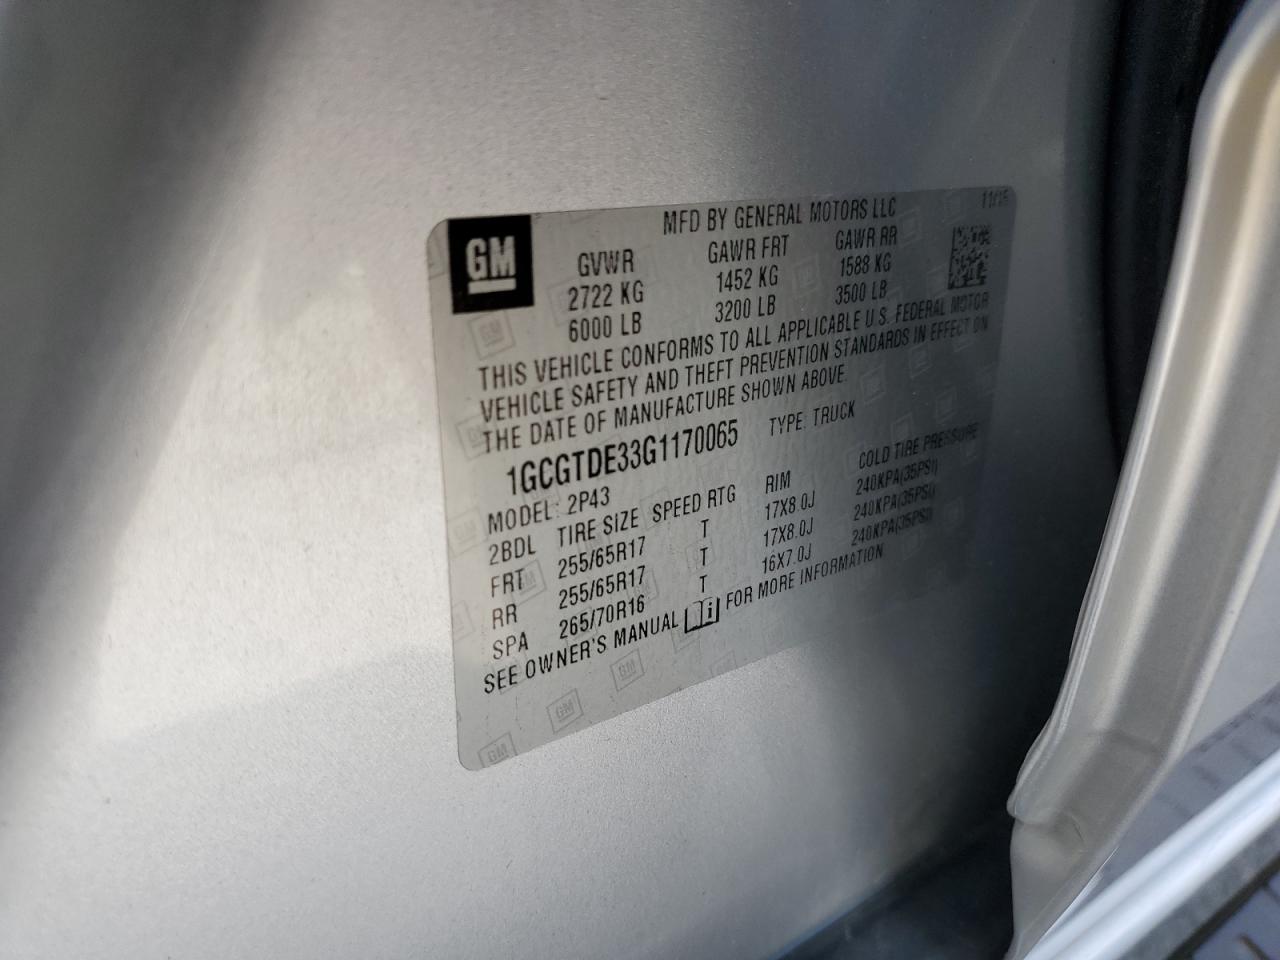 MFD BY GENERAL MOTORS LLC 11/15
GM
GVWR GAWR FRT GAWR RR
2722 KG 1452 KG 1588 KG
6000 LB 3200 LB 3500 LB
THIS VEHICLE CONFORMS TO ALL APPLICABLE U.S. FEDERAL MOTOR
VEHICLE SAFETY AND THEFT PREVENTION STANDARDS IN EFFECT ON
THE DATE OF MANUFACTURE SHOWN ABOVE.
1GCGTDE33G1170065 TYPE: TRUCK
MODEL: 2P43
2BDL TIRE SIZE SPEED RTG RIM COLD TIRE PRESSURE
FRT 255/65R17 T 17X8.0J 240KPA(35PSI)
RR 255/65R17 T 17X8.0J 240KPA(35PSI)
SPA 265/70R16 T 16X7.0J 240KPA(35PSI)
SEE OWNER'S MANUAL FOR MORE INFORMATION